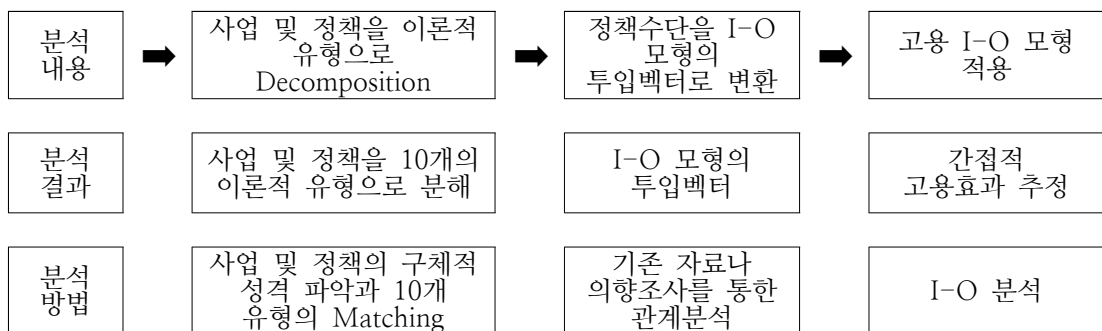 분석
내용
사업 및 정책을 이론적
유형으로
Decomposition
정책수단을 I-O
모형의
투입벡터로 변환
고용 I-O 모형
적용
분석
결과
사업 및 정책을 10개의
이론적 유형으로 분해
I-O 모형의
투입벡터
간접적
고용효과 추정
분석
방법
사업 및 정책의 구체적
성격 파악과 10개
유형의 Matching
기존 자료나
의향조사를 통한
관계분석
I-O 분석